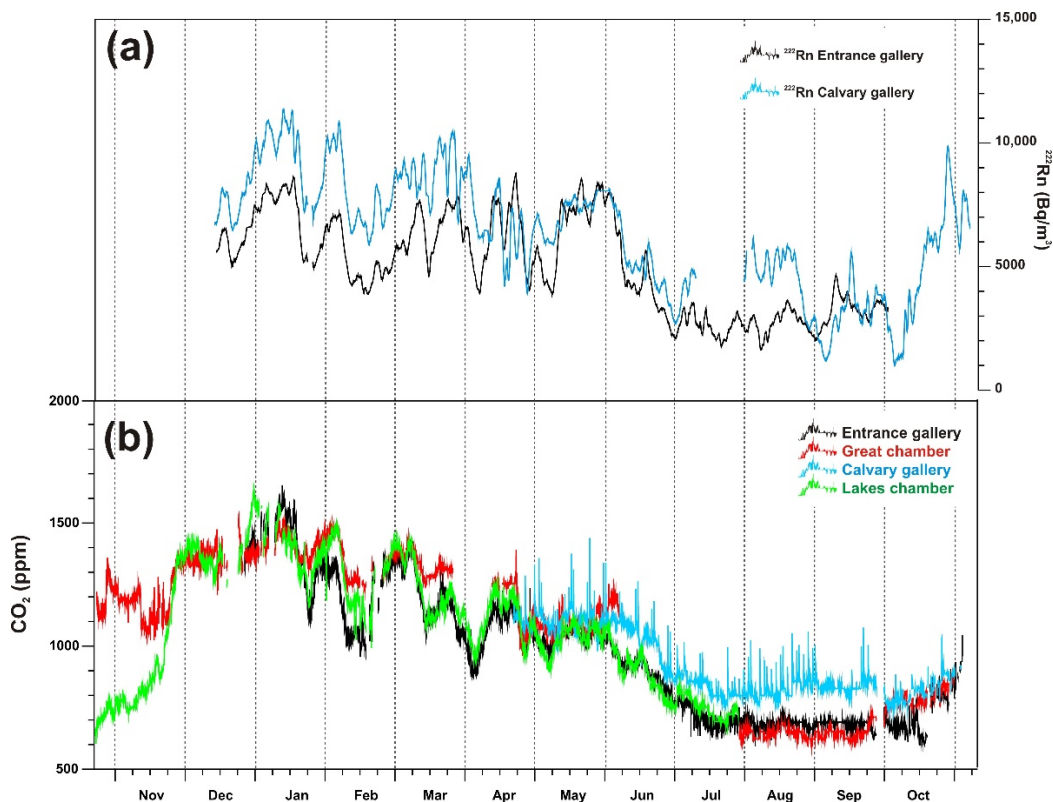 (a)
15,000
²²²Rn Entrance gallery
²²²Rn Calvary gallery
10,000
²²²Rn (Bq/m³)
5000
0
2000
(b)
Entrance gallery
Great chamber
Calvary gallery
Lakes chamber
1500
CO₂ (ppm)
1000
500
Nov Dec Jan Feb Mar Apr May Jun Jul Aug Sep Oct